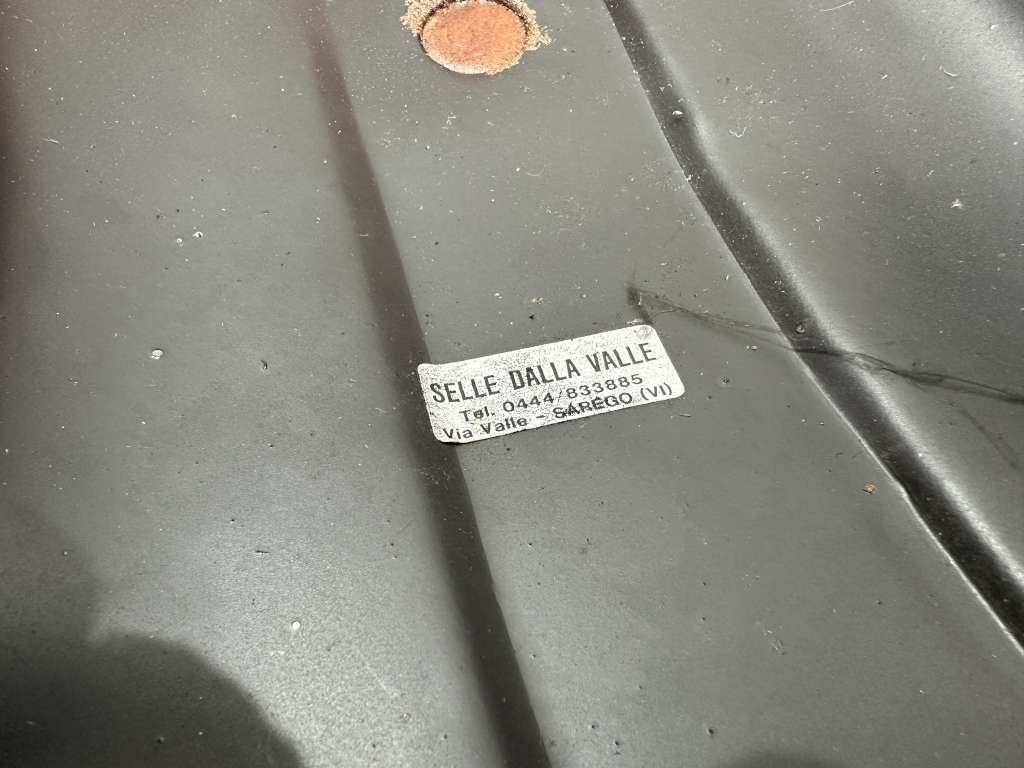 SELLE DALLA VALLE
Tel. 0444/833885
Via Valle - SAREGO (VI)